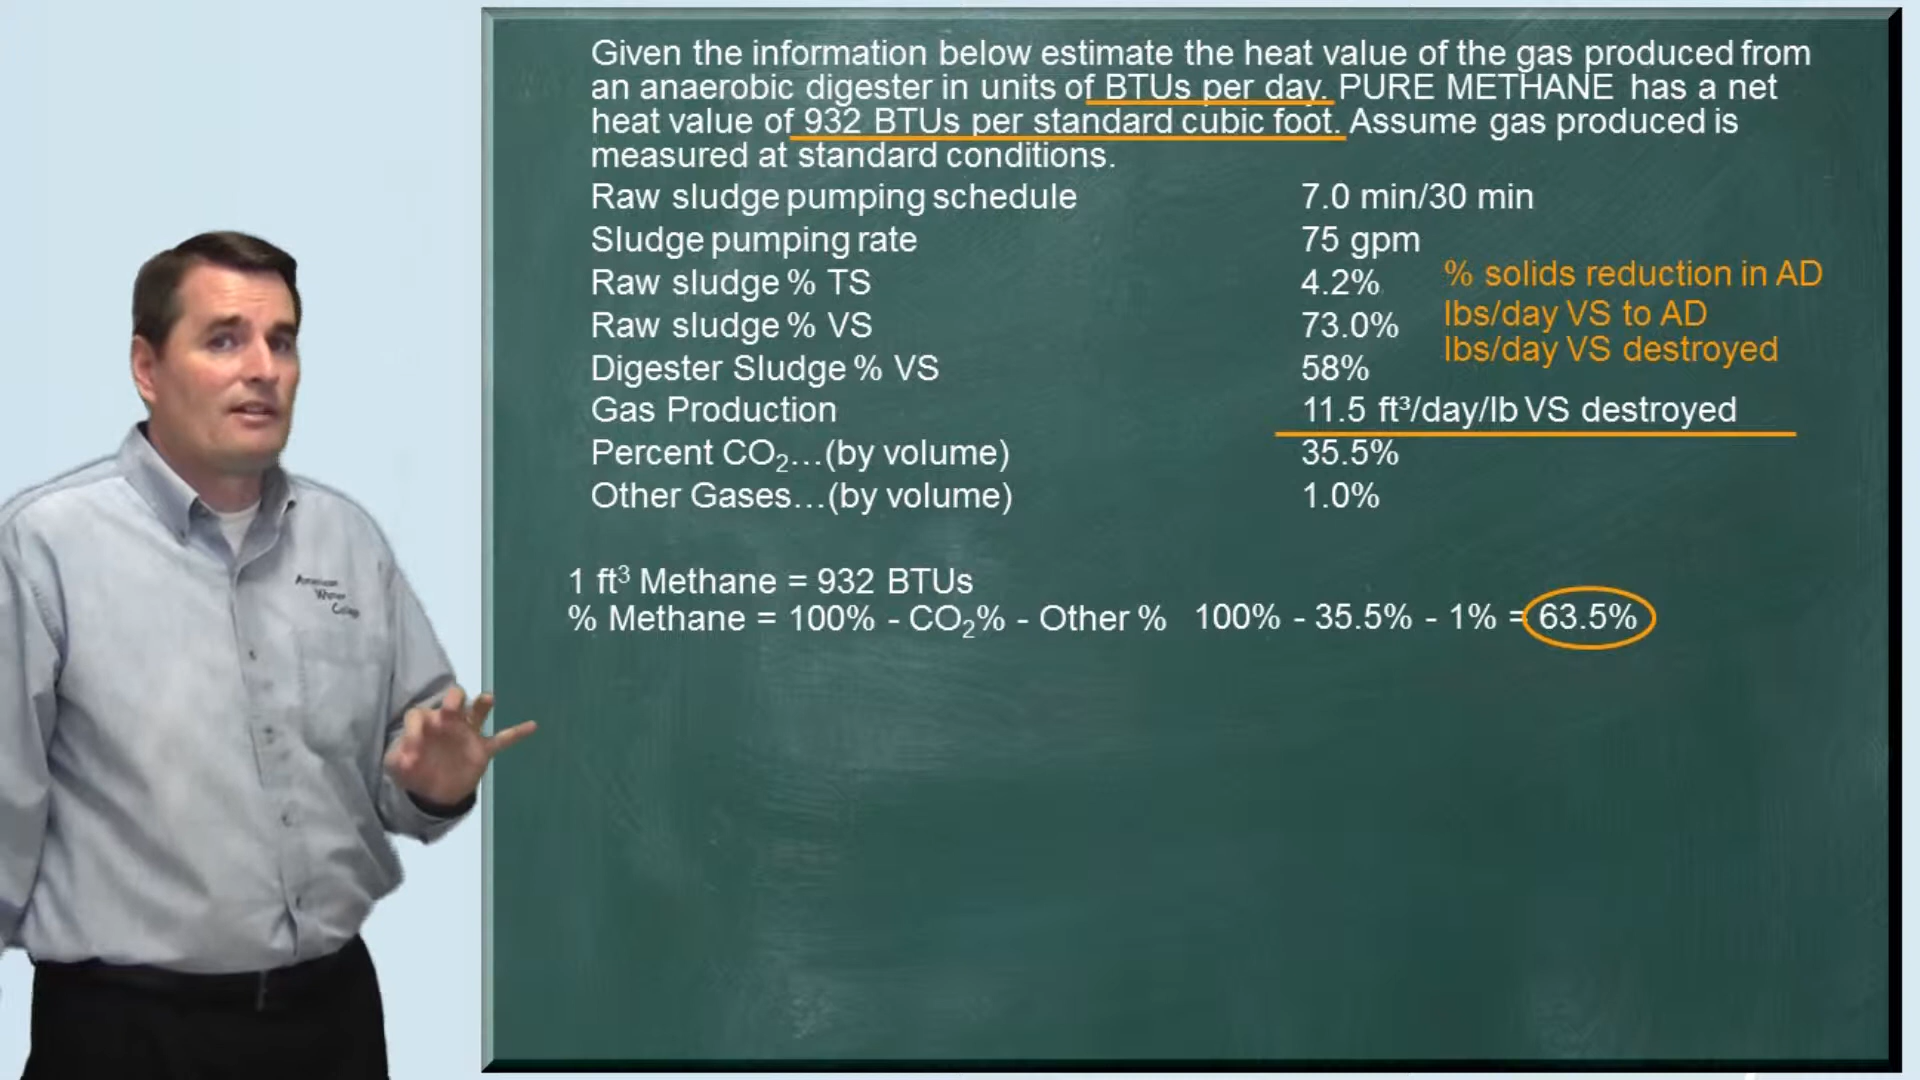 Given the information below estimate the heat value of the gas produced from
an anaerobic digester in units of BTUs per day. PURE METHANE has a net
heat value of 932 BTUs per standard cubic foot. Assume gas produced is
measured at standard conditions.
Raw sludge pumping schedule 7.0 min/30 min
Sludge pumping rate 75 gpm
Raw sludge % TS 4.2%
% solids reduction in AD
Raw sludge % VS 73.0%
lbs/day VS to AD
lbs/day VS destroyed
Digester Sludge % VS 58%
Gas Production 11.5 ft³/day/lb VS destroyed
Percent CO₂…(by volume) 35.5%
Other Gases…(by volume) 1.0%
1 ft³ Methane = 932 BTUs
% Methane = 100% - CO₂% - Other % 100% - 35.5% - 1% = 63.5%
American
Water
College